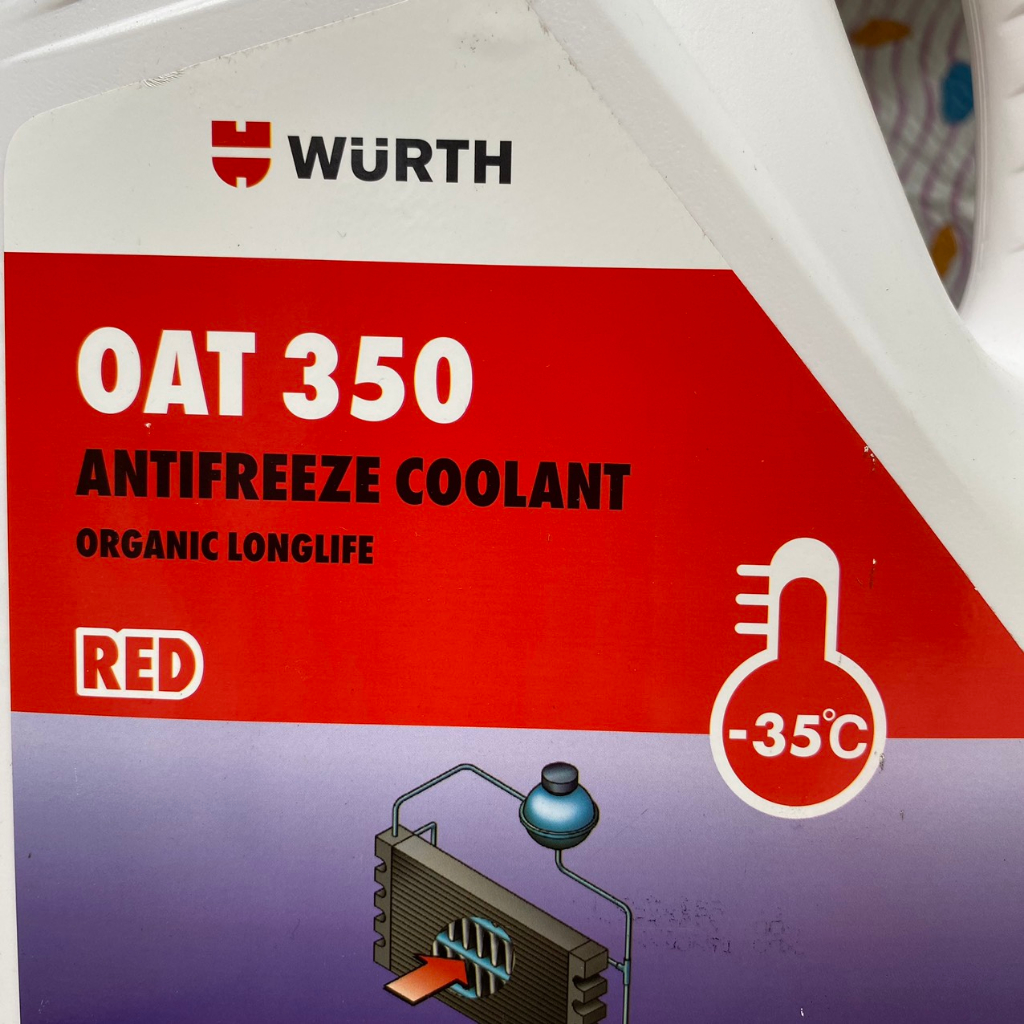 WÜRTH
OAT 350
ANTIFREEZE COOLANT
ORGANIC LONGLIFE
RED
-35°C